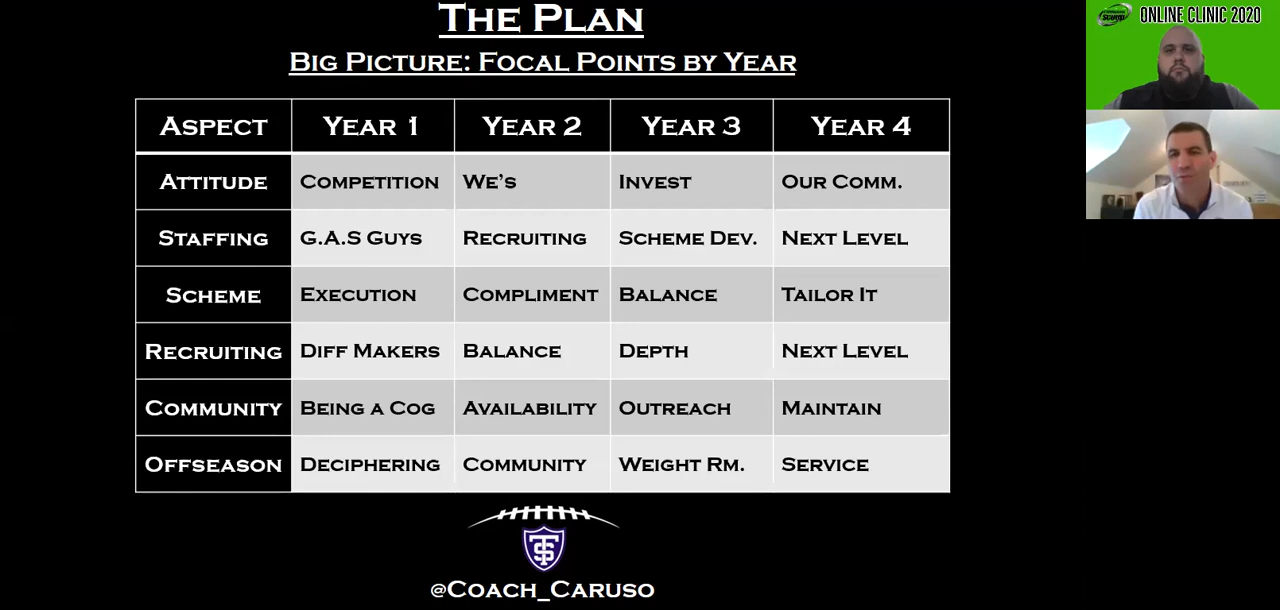 THE PLAN
BIG PICTURE: FOCAL POINTS BY YEAR
ONLINE CLINIC 2020
ASPECT YEAR 1 YEAR 2 YEAR 3 YEAR 4
ATTITUDE COMPETITION WE'S INVEST OUR COMM.
STAFFING G.A.S GUYS RECRUITING SCHEME DEV. NEXT LEVEL
SCHEME EXECUTION COMPLIMENT BALANCE TAILOR IT
RECRUITING DIFF MAKERS BALANCE DEPTH NEXT LEVEL
COMMUNITY BEING A COG AVAILABILITY OUTREACH MAINTAIN
OFFSEASON DECIPHERING COMMUNITY WEIGHT RM. SERVICE
@COACH_CARUSO